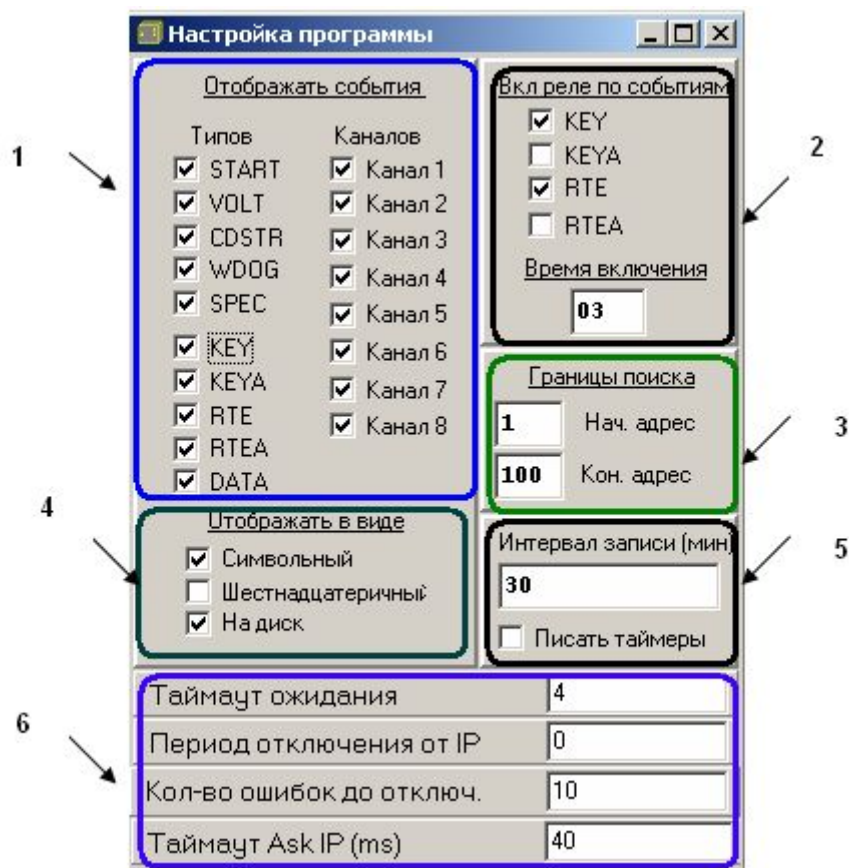 Настройка программы
Отображать события
Типов Каналов
START Канал 1
VOLT Канал 2
CDSTR Канал 3
WDOG Канал 4
SPEC Канал 5
KEY Канал 6
KEYA Канал 7
RTE Канал 8
RTEA
DATA
1
Вкл реле по событиям
KEY
KEYA
RTE
RTEA
Время включения
03
2
Границы поиска
1 Нач. адрес
100 Кон. адрес
3
Отображать в виде
Символьный
Шестнадцатеричный
На диск
4
Интервал записи (мин)
30
Писать таймеры
5
Таймаут ожидания 4
Период отключения от IP 0
Кол-во ошибок до отключ. 10
Таймаут Ask IP (ms) 40
6